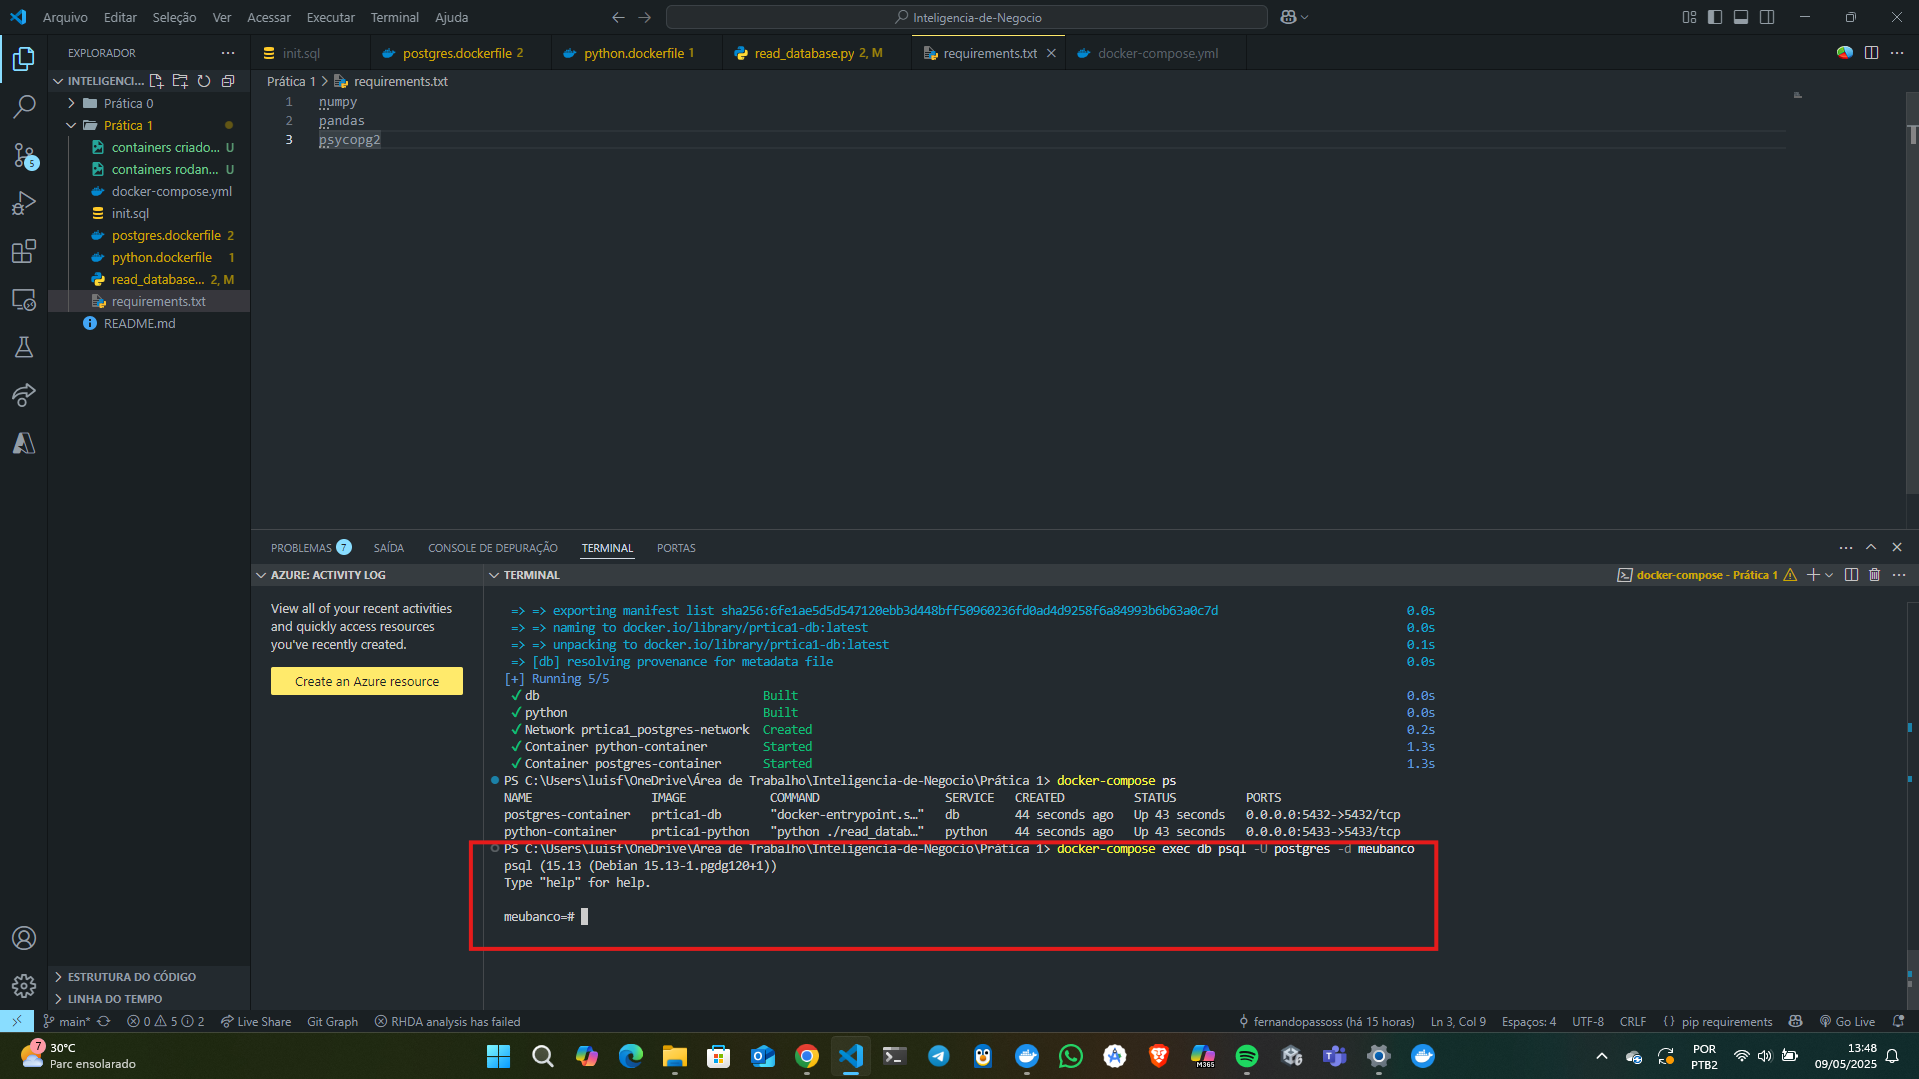 Arquivo Editar Seleção Ver Acessar Executar Terminal Ajuda
Inteligencia-de-Negocio
EXPLORADOR
INTELIGENCI...
Prática 0
Prática 1
containers criado... U
containers rodan... U
docker-compose.yml
init.sql
postgres.dockerfile 2
python.dockerfile 1
read_database... 2, M
requirements.txt
README.md
ESTRUTURA DO CÓDIGO
LINHA DO TEMPO
5
init.sql
postgres.dockerfile 2
python.dockerfile 1
read_database.py 2, M
requirements.txt
docker-compose.yml
Prática 1 > requirements.txt
1 numpy
2 pandas
3 psycopg2
PROBLEMAS 7 SAÍDA CONSOLE DE DEPURAÇÃO TERMINAL PORTAS
AZURE: ACTIVITY LOG
View all of your recent activities
and quickly access resources
you've recently created.
Create an Azure resource
TERMINAL
docker-compose - Prática 1
=> => exporting manifest list sha256:6fe1ae5d5d547120ebb3d448bff50960236fd0ad4d9258f6a84993b6b63a0c7d 0.0s
=> => naming to docker.io/library/prtica1-db:latest 0.0s
=> => unpacking to docker.io/library/prtica1-db:latest 0.1s
=> [db] resolving provenance for metadata file 0.0s
[+] Running 5/5
✔ db Built 0.0s
✔ python Built 0.0s
✔ Network prtica1_postgres-network Created 0.2s
✔ Container python-container Started 1.3s
✔ Container postgres-container Started 1.3s
PS C:\Users\luisf\OneDrive\Área de Trabalho\Inteligencia-de-Negocio\Prática 1> docker-compose ps
NAME IMAGE COMMAND SERVICE CREATED STATUS PORTS
postgres-container prtica1-db "docker-entrypoint.s…" db 44 seconds ago Up 43 seconds 0.0.0.0:5432->5432/tcp
python-container prtica1-python "python ./read_datab…" python 44 seconds ago Up 43 seconds 0.0.0.0:5433->5433/tcp
PS C:\Users\luisf\OneDrive\Área de Trabalho\Inteligencia-de-Negocio\Prática 1> docker-compose exec db psql -U postgres -d meubanco
psql (15.13 (Debian 15.13-1.pgdg120+1))
Type "help" for help.
meubanco=#
main* 0 5 2 Live Share Git Graph RHDA analysis has failed
fernandopassoss (há 15 horas) Ln 3, Col 9 Espaços: 4 UTF-8 CRLF {} pip requirements Go Live
7
30°C
Parc ensolarado
M365
POR
PTB2
13:48
09/05/2025